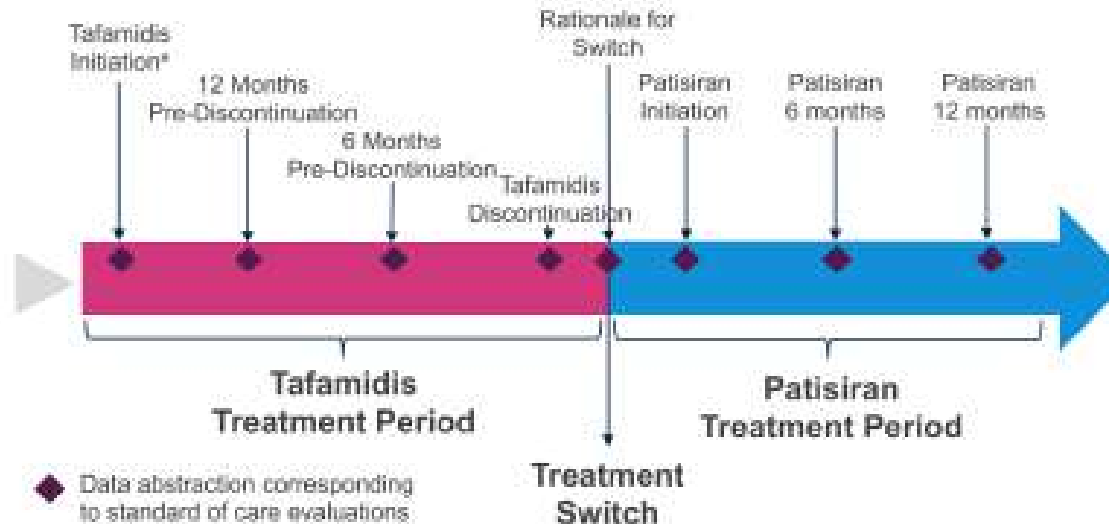 Tafamidis
Initiation*
12 Months
Pre-Discontinuation
6 Months
Pre-Discontinuation
Tafamidis
Discontinuation
Rationale for
Switch
Patisiran
Initiation
Patisiran
6 months
Patisiran
12 months
Tafamidis
Treatment Period
Patisiran
Treatment Period
Treatment
Switch
Data abstraction corresponding
to standard of care evaluations